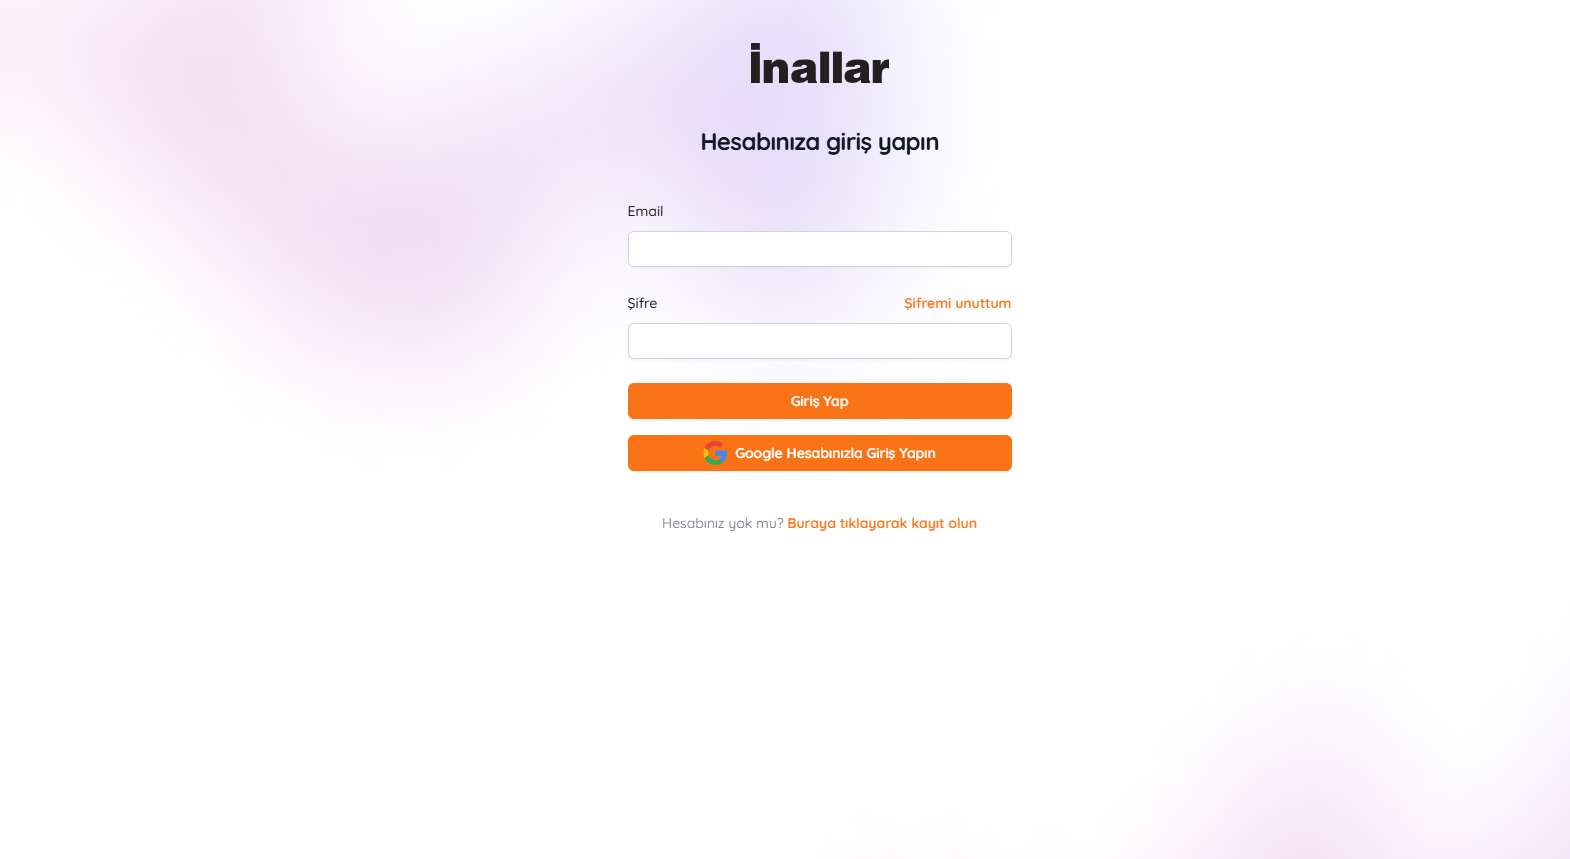 İnallar
Hesabınıza giriş yapın
Email
Şifre Şifremi unuttum
Giriş Yap
Google Hesabınızla Giriş Yapın
Hesabınız yok mu? Buraya tıklayarak kayıt olun